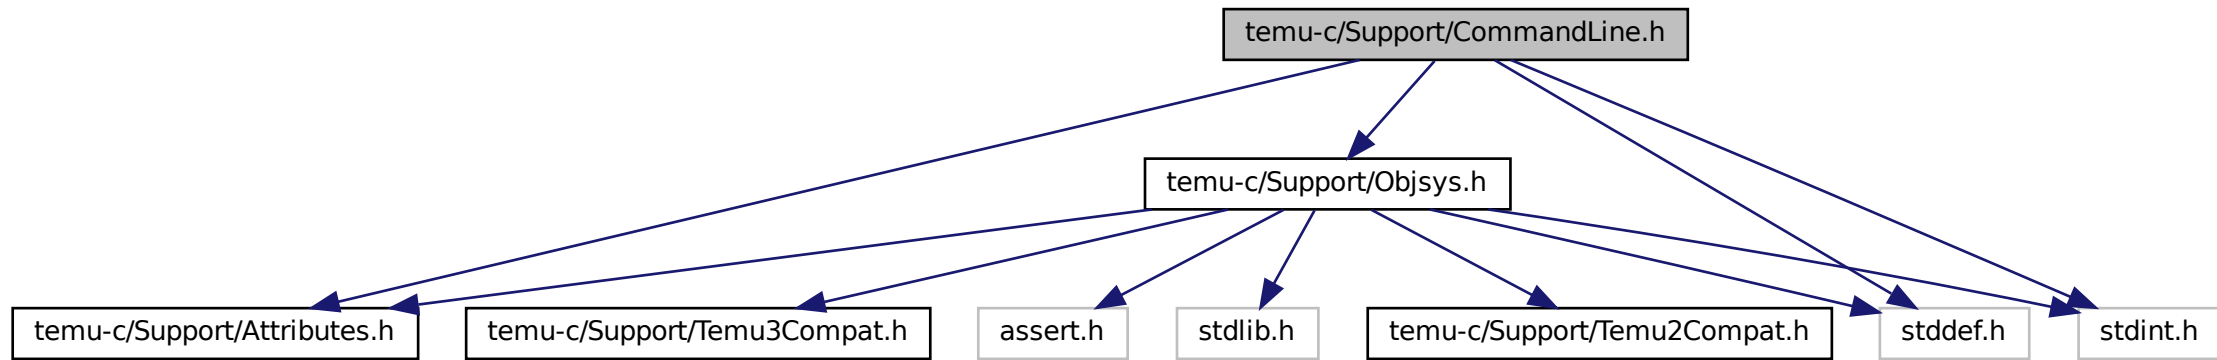 temu-c/Support/CommandLine.h
temu-c/Support/Objsys.h
temu-c/Support/Attributes.h
temu-c/Support/Temu3Compat.h
assert.h
stdlib.h
temu-c/Support/Temu2Compat.h
stddef.h
stdint.h